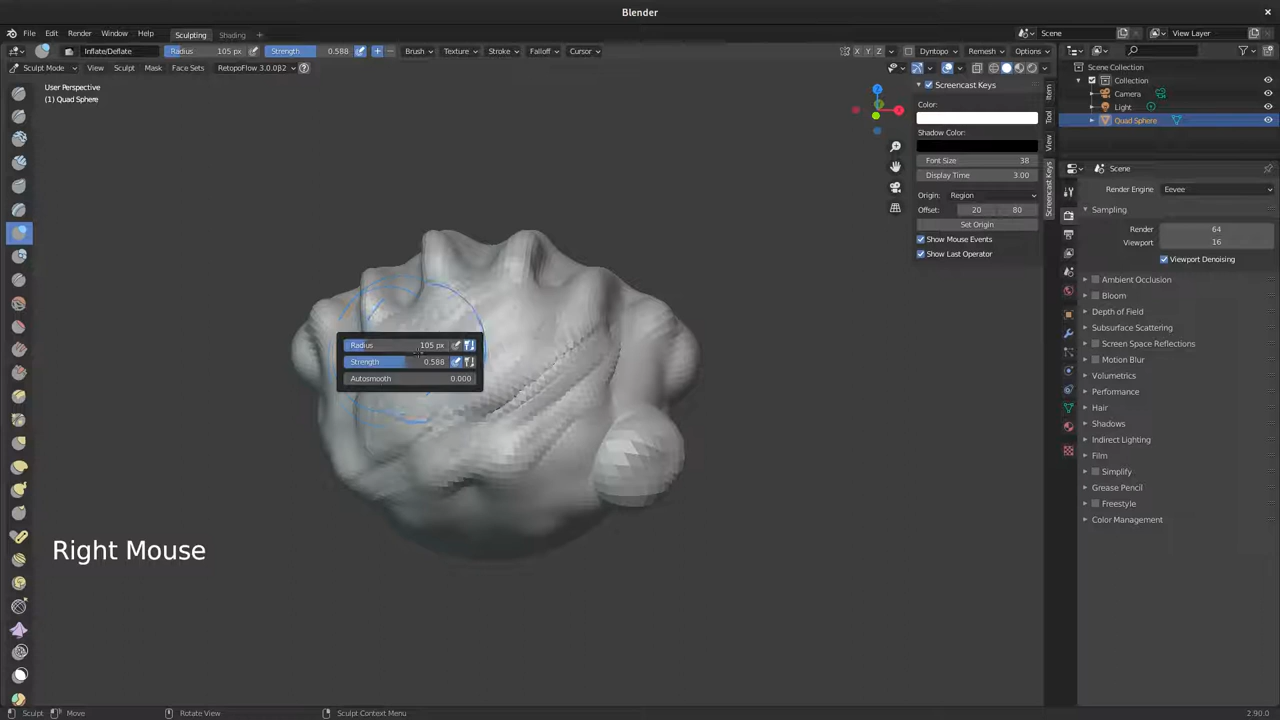 Blender
File Edit Render Window Help Sculpting Shading + Scene View Layer
Inflate/Deflate Radius 105 px Strength 0.588 Brush Texture Stroke Falloff Cursor X Y Z Dyntopo Remesh Options
Sculpt Mode View Sculpt Mask Face Sets RetopoFlow 3.0.0β2
User Perspective
(1) Quad Sphere
Screencast Keys
Color:
Shadow Color:
Font Size 38
Display Time 3.00
Origin: Region
Offset: 20 80
Set Origin
Show Mouse Events
Show Last Operator
Item
Tool
View
Screencast Keys
Scene Collection
Collection
Camera
Light
Quad Sphere
Scene
Render Engine Eevee
Sampling
Render 64
Viewport 16
Viewport Denoising
Ambient Occlusion
Bloom
Depth of Field
Subsurface Scattering
Screen Space Reflections
Motion Blur
Volumetrics
Performance
Hair
Shadows
Indirect Lighting
Film
Simplify
Grease Pencil
Freestyle
Color Management
Radius 105 px
Strength 0.588
Autosmooth 0.000
Right Mouse
Sculpt Move Rotate View Sculpt Context Menu 2.90.0